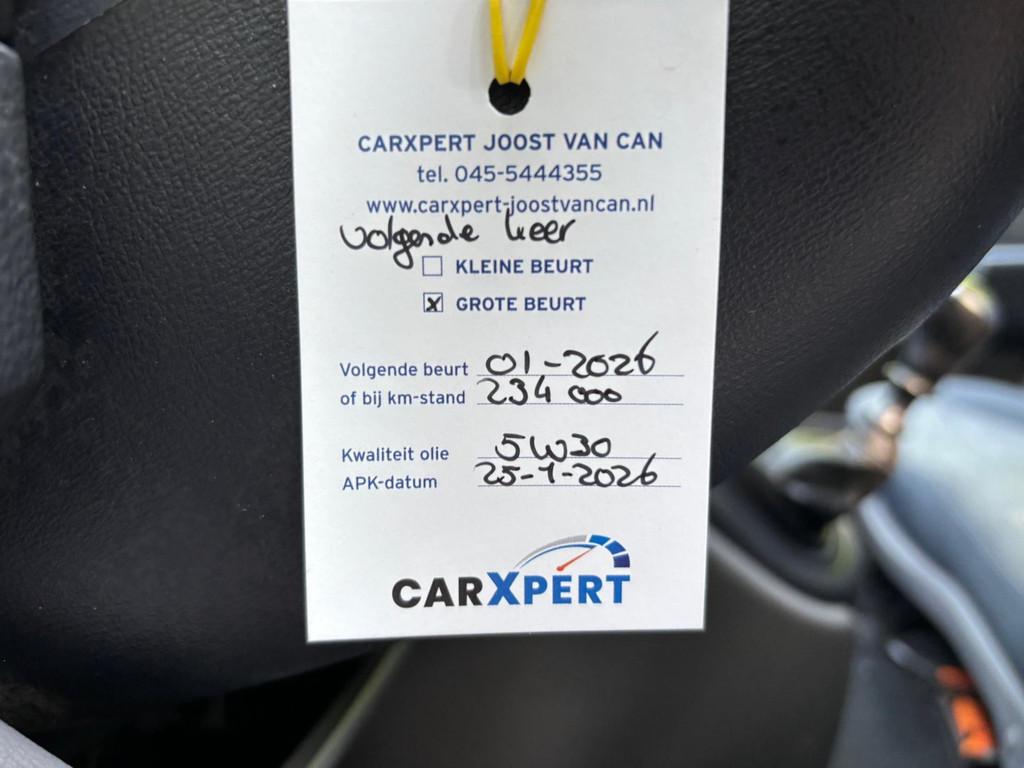 CARXPERT JOOST VAN CAN
tel. 045-5444355
www.carxpert-joostvancan.nl
volgende keer
KLEINE BEURT
x GROTE BEURT
Volgende beurt 01-2026
of bij km-stand 234 000
Kwaliteit olie 5W30
APK-datum 25-1-2026
CARXPERT